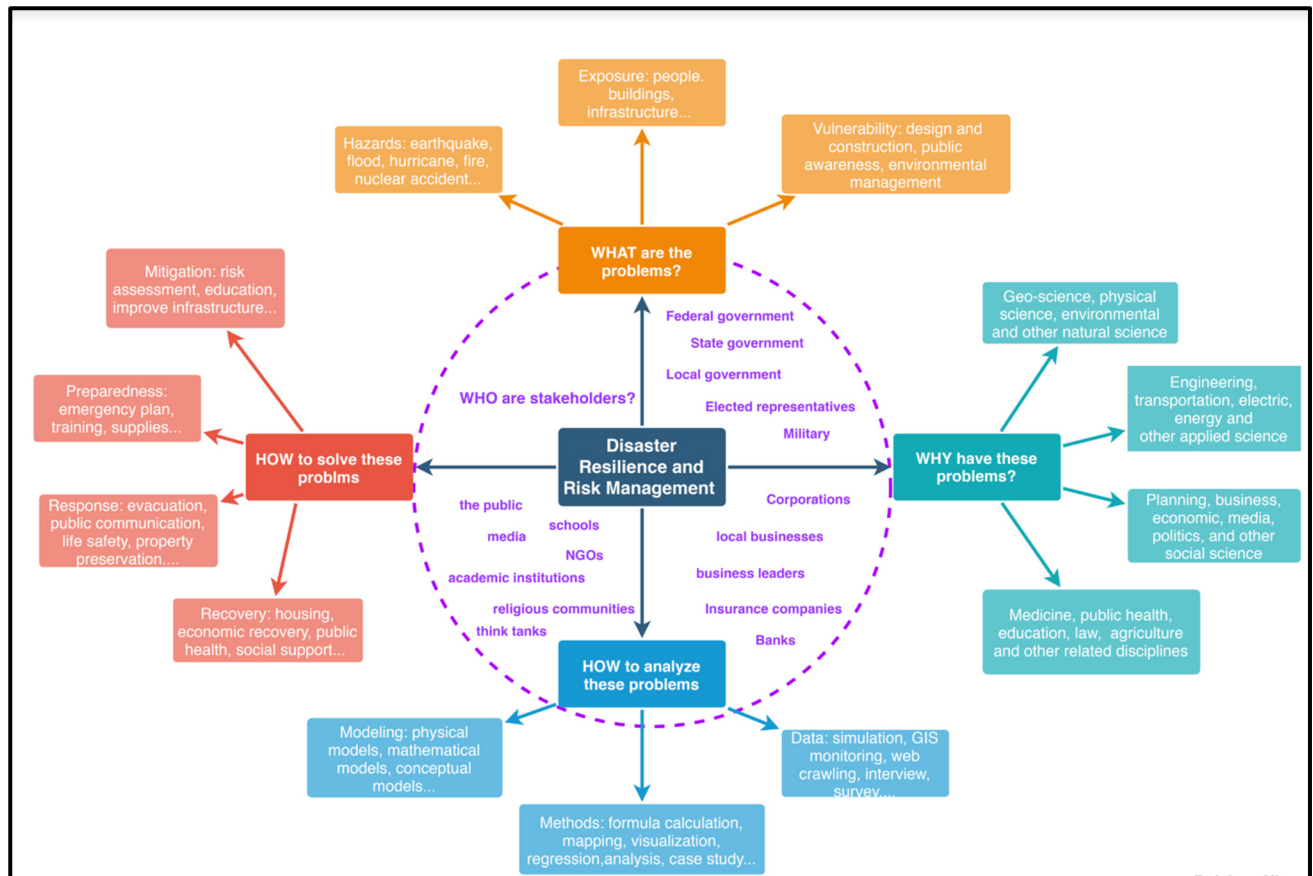 Exposure: people.
buildings,
infrastructure...
Hazards: earthquake,
flood, hurricane, fire,
nuclear accident...
Vulnerability: design and
construction, public
awareness, environmental
management
WHAT are the
problems?
Mitigation: risk
assessment, education,
improve infrastructure...
Preparedness:
emergency plan,
training, supplies...
HOW to solve these
problms
Response: evacuation,
public communication,
life safety, property
preservation....
Recovery: housing,
economic recovery, public
health, social support...
Federal government
State government
Local government
WHO are stakeholders?
Elected representatives
Military
Disaster
Resilience and
Risk Management
the public
schools
media
NGOs
academic institutions
religious communities
think tanks
Corporations
local businesses
business leaders
Insurance companies
Banks
Geo-science, physical
science, environmental
and other natural science
Engineering,
transportation, electric,
energy and
other applied science
WHY have these
problems?
Planning, business,
economic, media,
politics, and other
social science
Medicine, public health,
education, law, agriculture
and other related disciplines
HOW to analyze
these problems
Modeling: physical
models, mathematical
models, conceptual
models...
Methods: formula calculation,
mapping, visualization,
regression,analysis, case study...
Data: simulation, GIS
monitoring, web
crawling, interview,
survey....